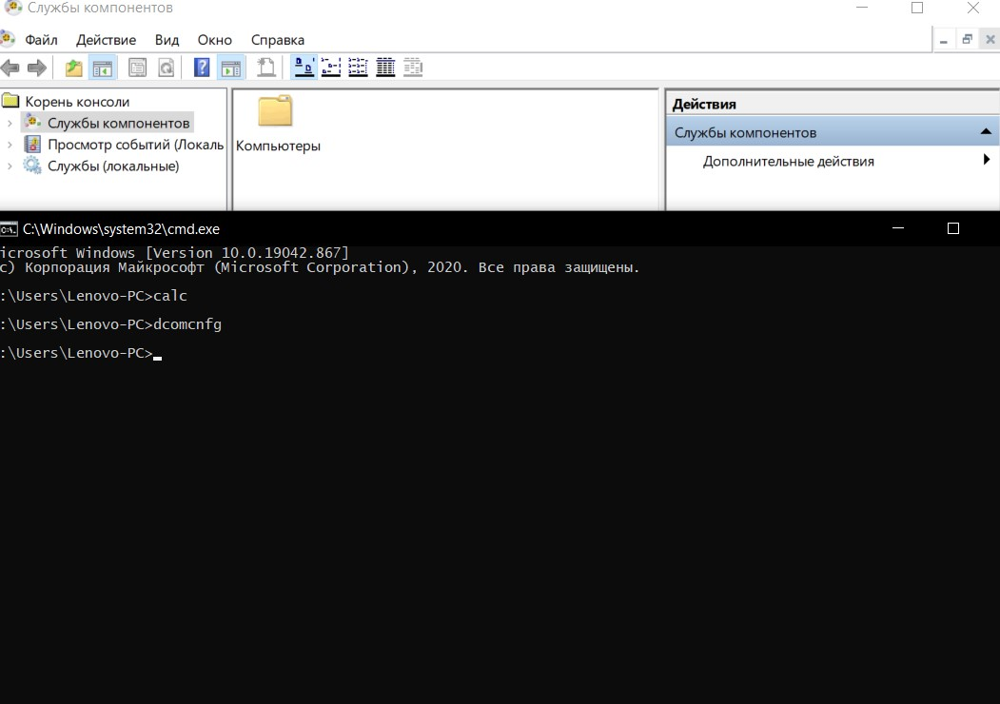 Службы компонентов
Файл Действие Вид Окно Справка
Корень консоли
Службы компонентов
Просмотр событий (Локаль
Службы (локальные)
Компьютеры
Действия
Службы компонентов
Дополнительные действия
C:\Windows\system32\cmd.exe
icrosoft Windows [Version 10.0.19042.867]
c) Корпорация Майкрософт (Microsoft Corporation), 2020. Все права защищены.
:\Users\Lenovo-PC>calc
:\Users\Lenovo-PC>dcomcnfg
:\Users\Lenovo-PC>